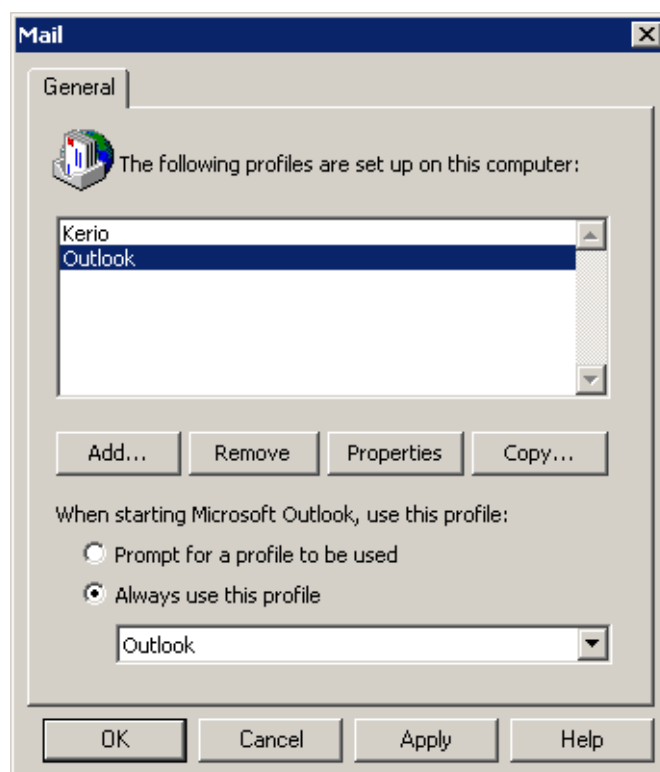 Mail
General
The following profiles are set up on this computer:
Kerio
Outlook
Add... Remove Properties Copy...
When starting Microsoft Outlook, use this profile:
Prompt for a profile to be used
Always use this profile
Outlook
OK Cancel Apply Help